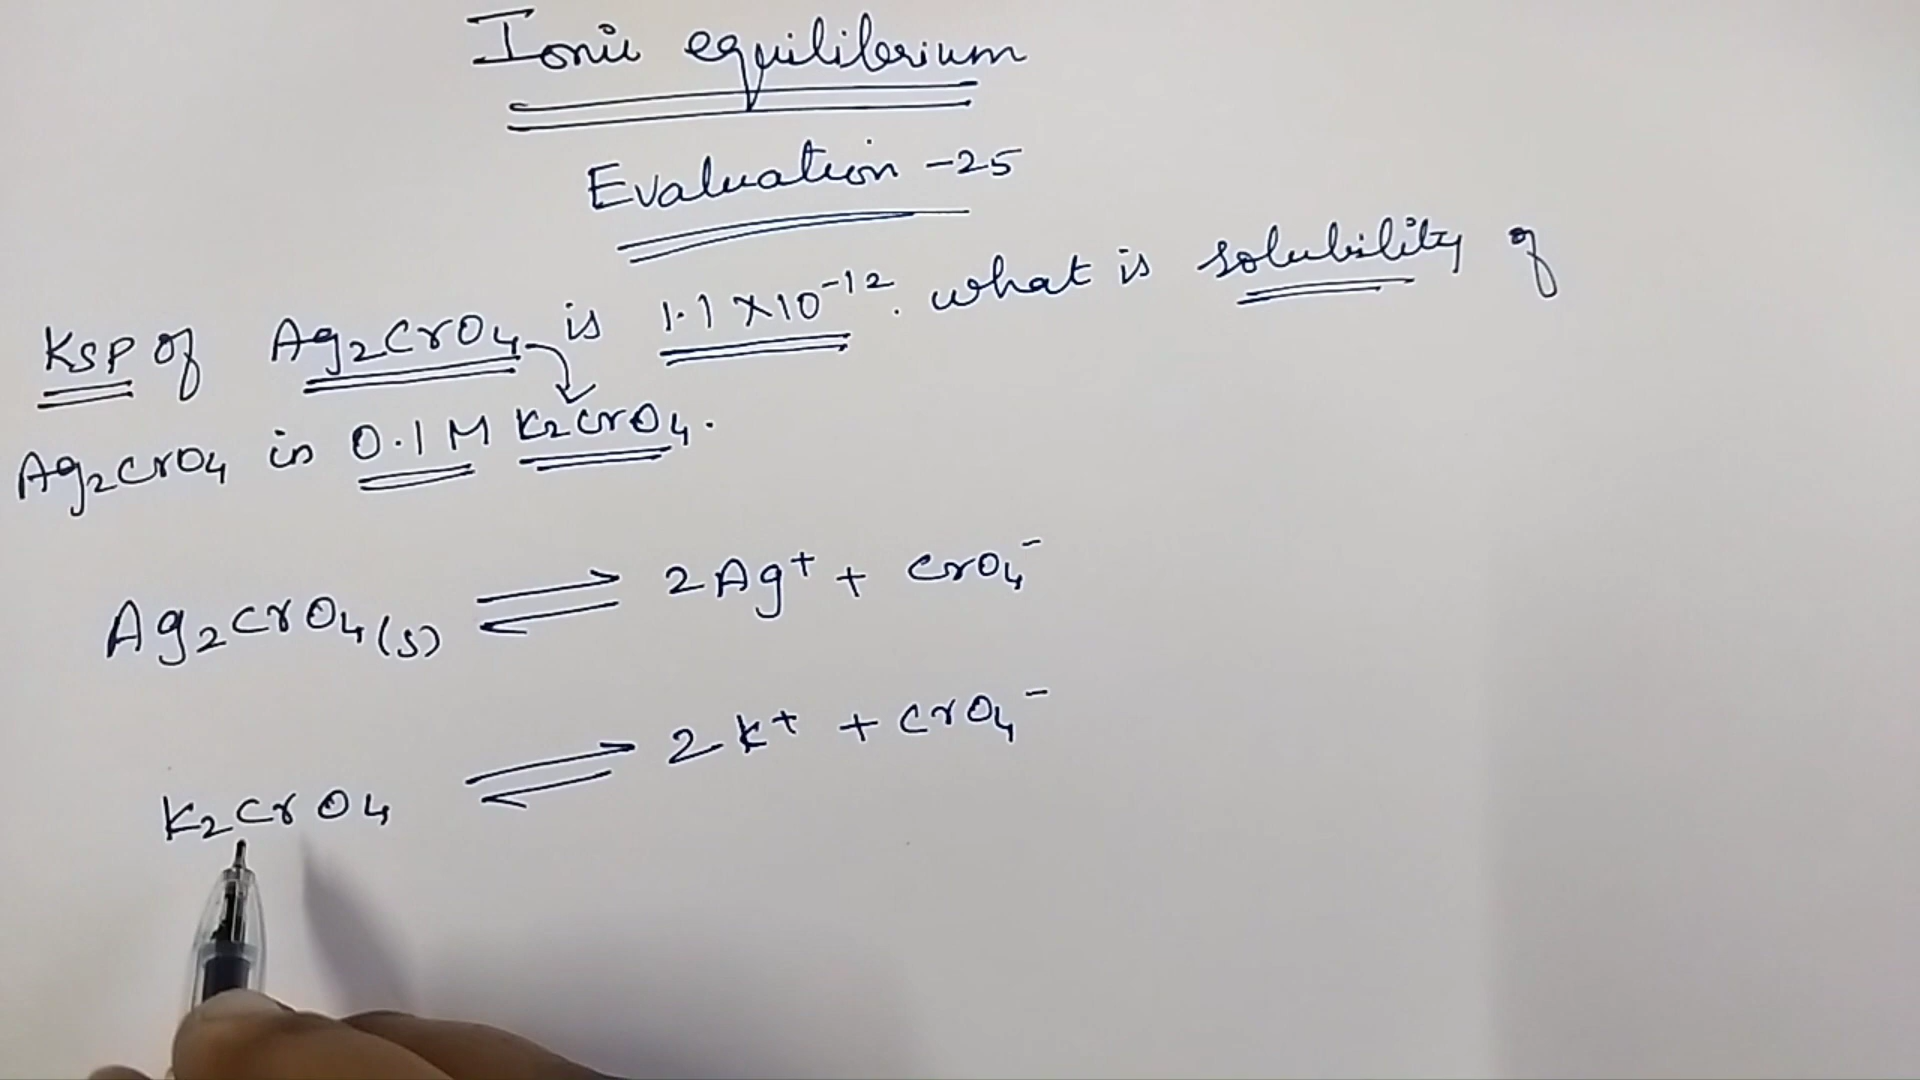 Ionic equilibrium
Evaluation -25
KSP of Ag₂CrO₄ is 1.1 ×10⁻¹². what is solubility of
Ag₂CrO₄ in 0.1 M K₂CrO₄.
Ag₂CrO₄(s) ⇌ 2Ag⁺ + CrO₄⁻
K₂CrO₄ ⇌ 2K⁺ + CrO₄⁻